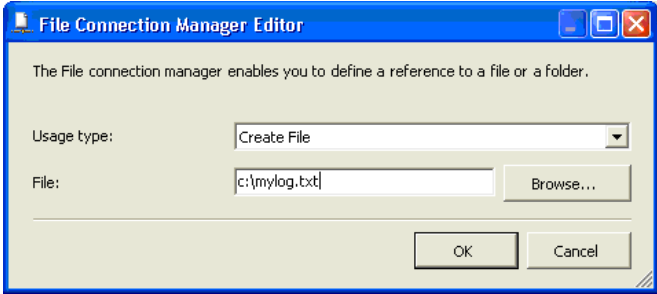 File Connection Manager Editor
The File connection manager enables you to define a reference to a file or a folder.
Usage type:
Create File
File:
c:\mylog.txt
Browse...
OK
Cancel